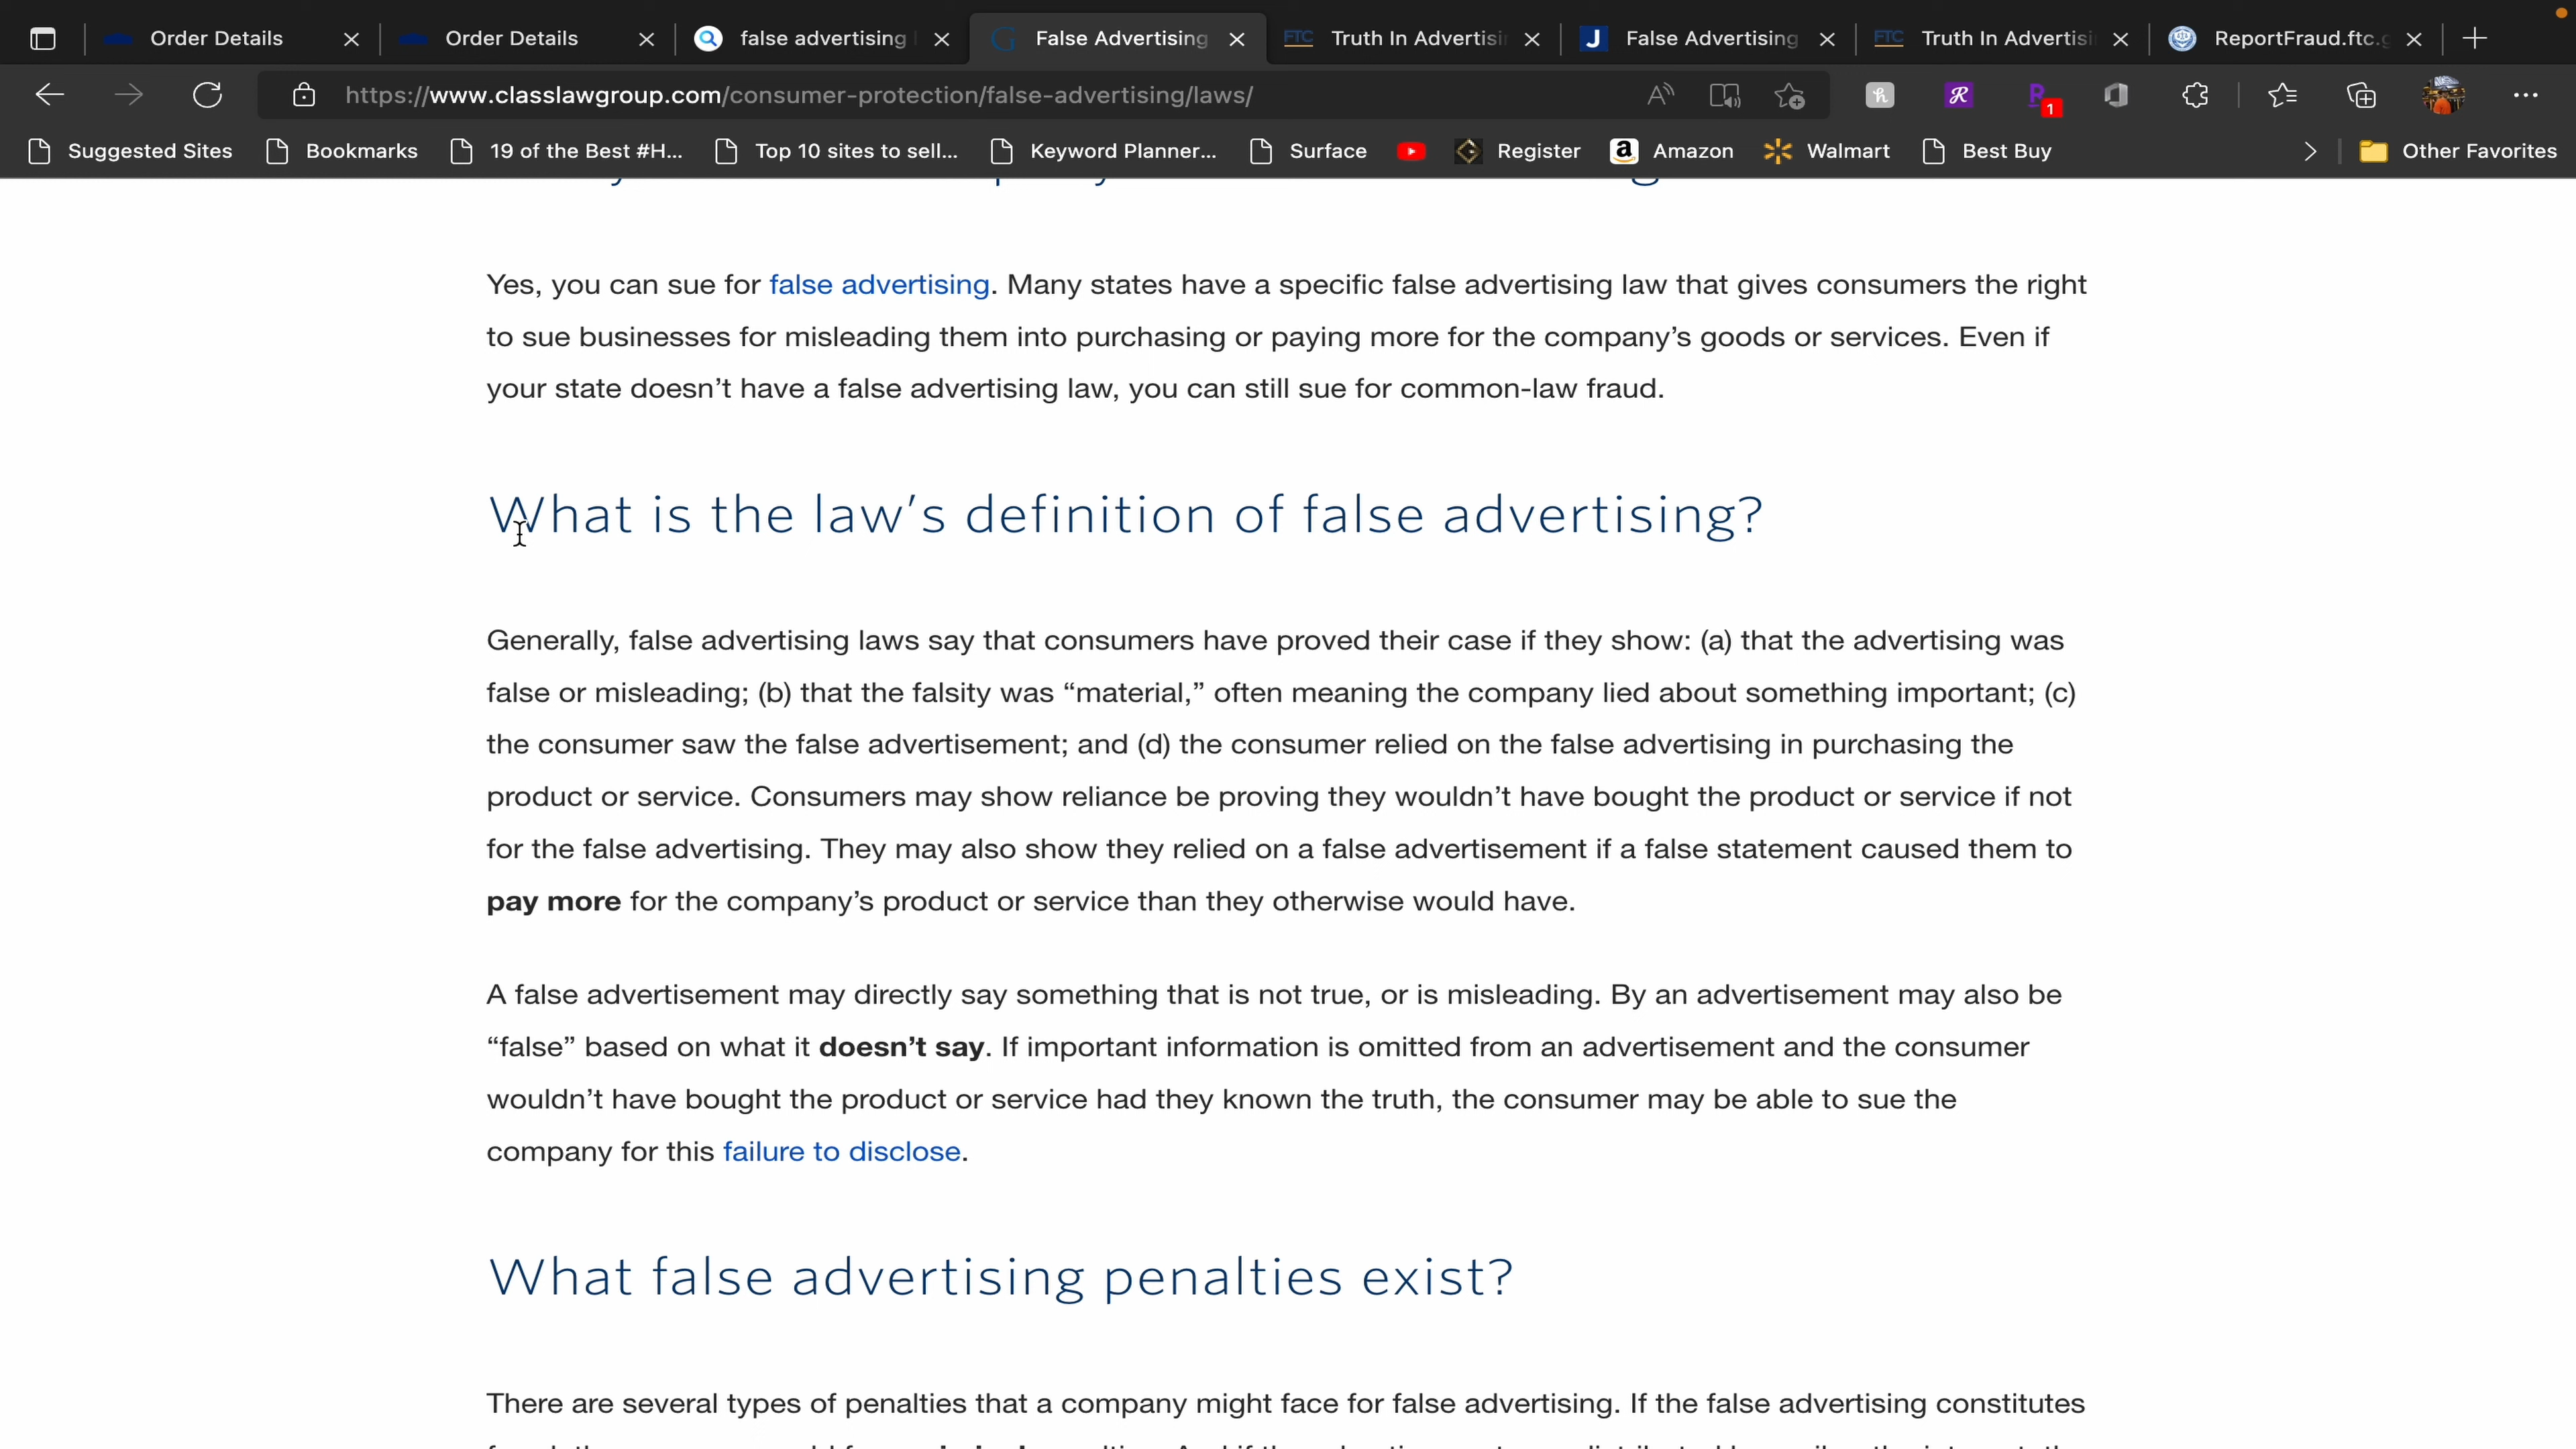 Order Details
Order Details
false advertising
False Advertising
FTC
Truth In Advertisi
J
False Advertising
FTC
Truth In Advertisi
ReportFraud.ftc.g
https://www.classlawgroup.com/consumer-protection/false-advertising/laws/
1
Suggested Sites
Bookmarks
19 of the Best #H...
Top 10 sites to sell...
Keyword Planner...
Surface
Register
Amazon
Walmart
Best Buy
Other Favorites
Yes, you can sue for false advertising. Many states have a specific false advertising law that gives consumers the right
to sue businesses for misleading them into purchasing or paying more for the company’s goods or services. Even if
your state doesn’t have a false advertising law, you can still sue for common-law fraud.
What is the law’s definition of false advertising?
Generally, false advertising laws say that consumers have proved their case if they show: (a) that the advertising was
false or misleading; (b) that the falsity was “material,” often meaning the company lied about something important; (c)
the consumer saw the false advertisement; and (d) the consumer relied on the false advertising in purchasing the
product or service. Consumers may show reliance be proving they wouldn’t have bought the product or service if not
for the false advertising. They may also show they relied on a false advertisement if a false statement caused them to
pay more for the company’s product or service than they otherwise would have.
A false advertisement may directly say something that is not true, or is misleading. By an advertisement may also be
“false” based on what it doesn’t say. If important information is omitted from an advertisement and the consumer
wouldn’t have bought the product or service had they known the truth, the consumer may be able to sue the
company for this failure to disclose.
What false advertising penalties exist?
There are several types of penalties that a company might face for false advertising. If the false advertising constitutes